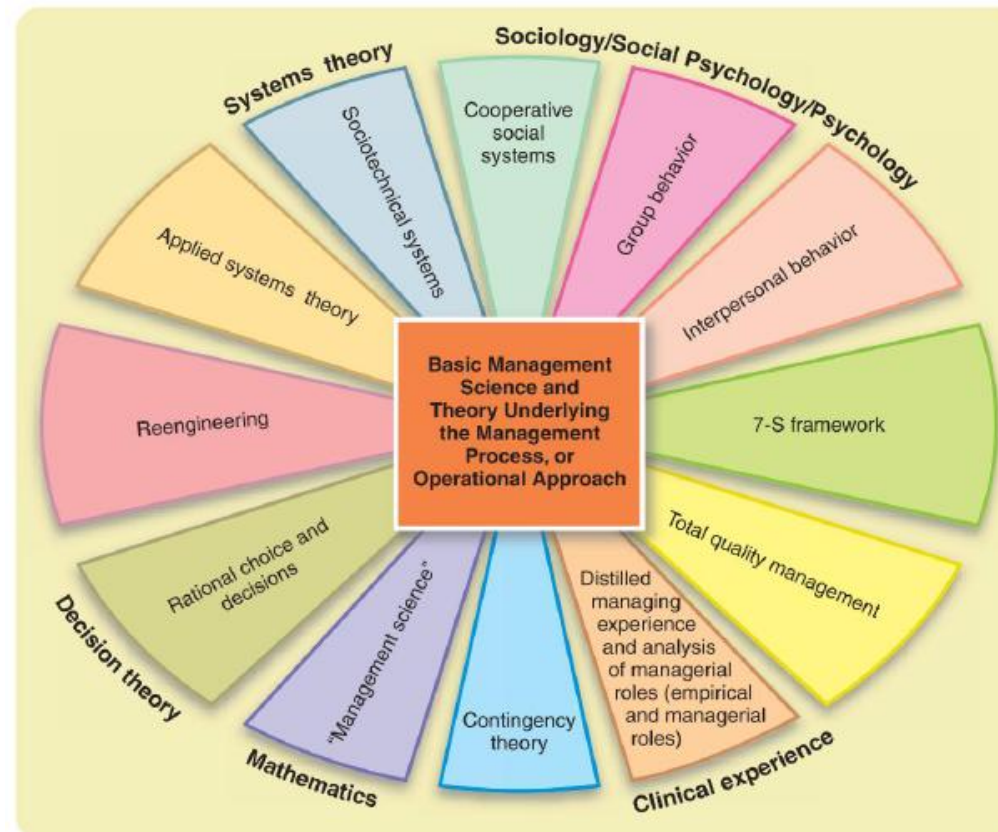 Systems theory
Sociology/Social Psychology/Psychology
Sociotechnical systems
Cooperative
social
systems
Group behavior
Applied systems theory
Interpersonal behavior
Reengineering
Basic Management
Science and
Theory Underlying
the Management
Process, or
Operational Approach
7-S framework
Rational choice and
decisions
"Management science"
Contingency
theory
Distilled
managing
experience
and analysis
of managerial
roles (empirical
and managerial
roles)
Total quality management
Decision theory
Mathematics
Clinical experience